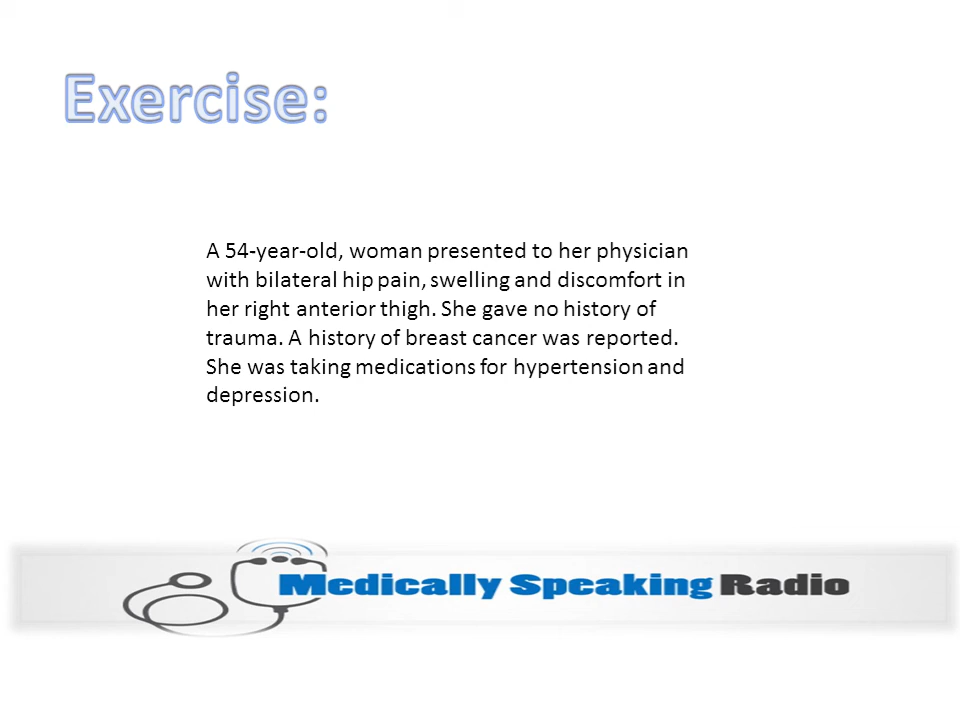 Exercise:
A 54-year-old, woman presented to her physician
with bilateral hip pain, swelling and discomfort in
her right anterior thigh. She gave no history of
trauma. A history of breast cancer was reported.
She was taking medications for hypertension and
depression.
Medically Speaking Radio